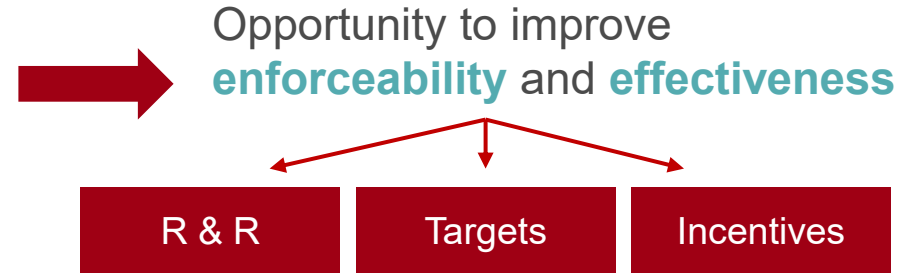 Opportunity to improve
enforceability and effectiveness
R & R
Targets
Incentives